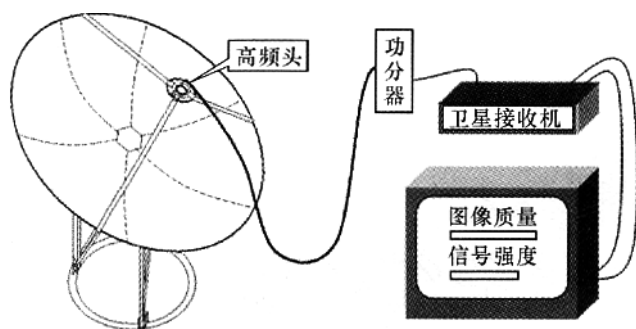 高频头
功分器
卫星接收机
图像质量
信号强度